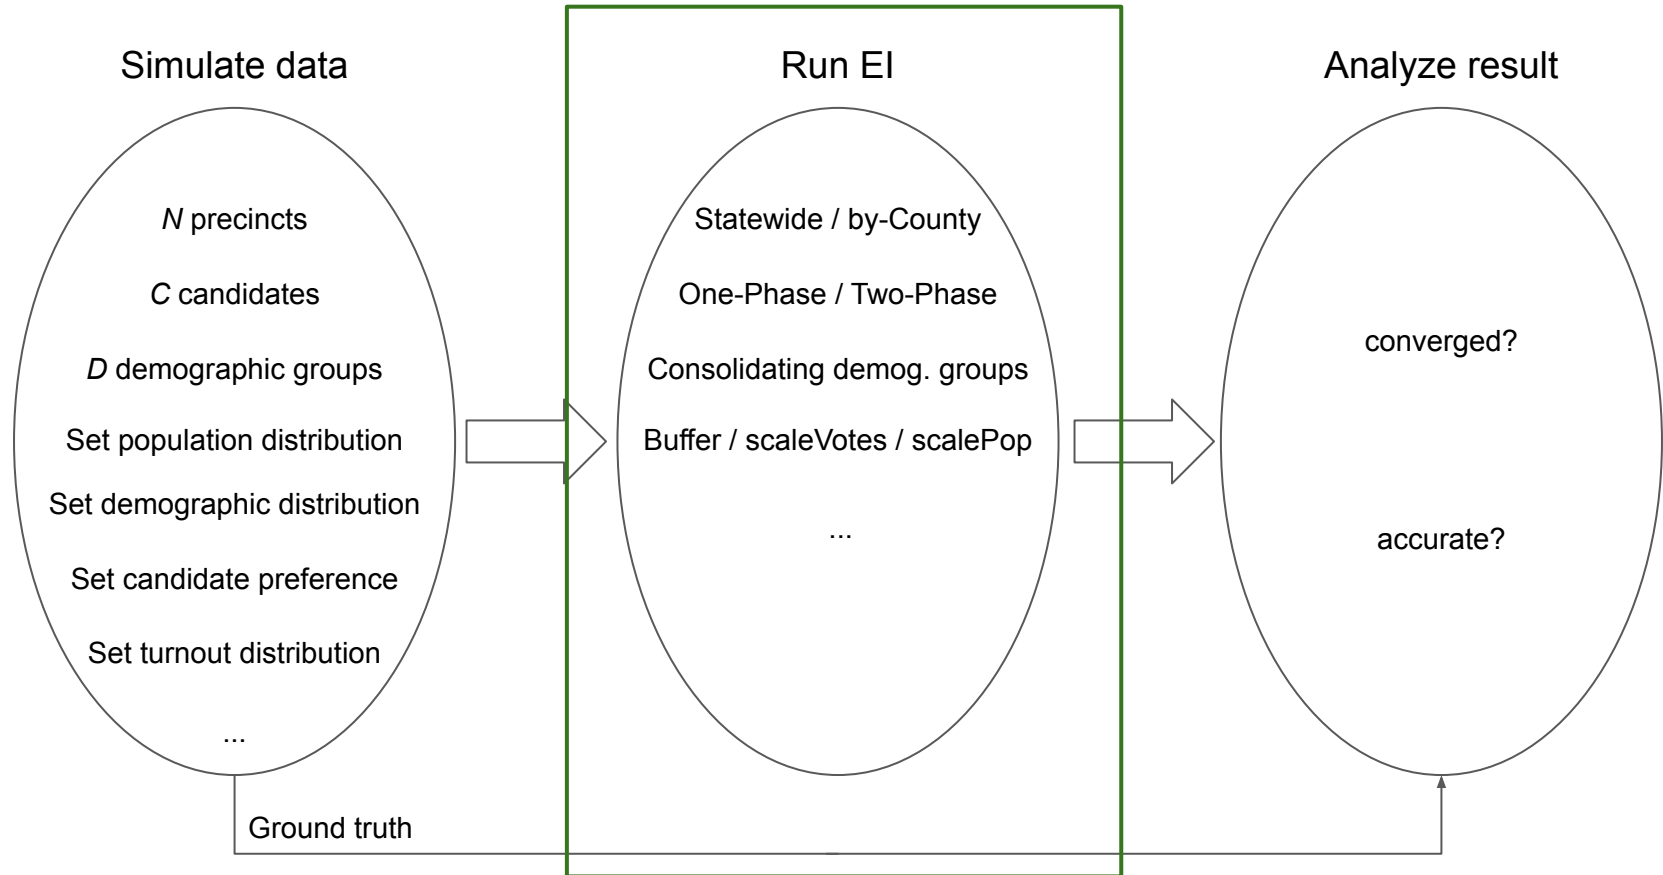 Simulate data
N precincts
C candidates
D demographic groups
Set population distribution
Set demographic distribution
Set candidate preference
Set turnout distribution
...
Ground truth
Run EI
Statewide / by-County
One-Phase / Two-Phase
Consolidating demog. groups
Buffer / scaleVotes / scalePop
...
Analyze result
converged?
accurate?